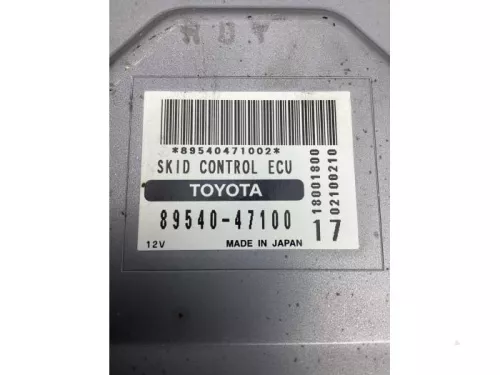 *89540471002*
SKID CONTROL ECU
TOYOTA
89540-47100
12V
MADE IN JAPAN
17
18001800
02100210